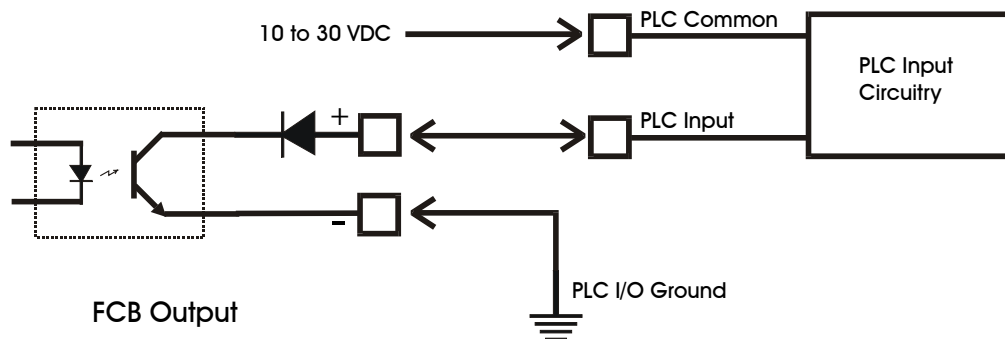 10 to 30 VDC
PLC Common
PLC Input
Circuitry
+
PLC Input
-
PLC I/O Ground
FCB Output